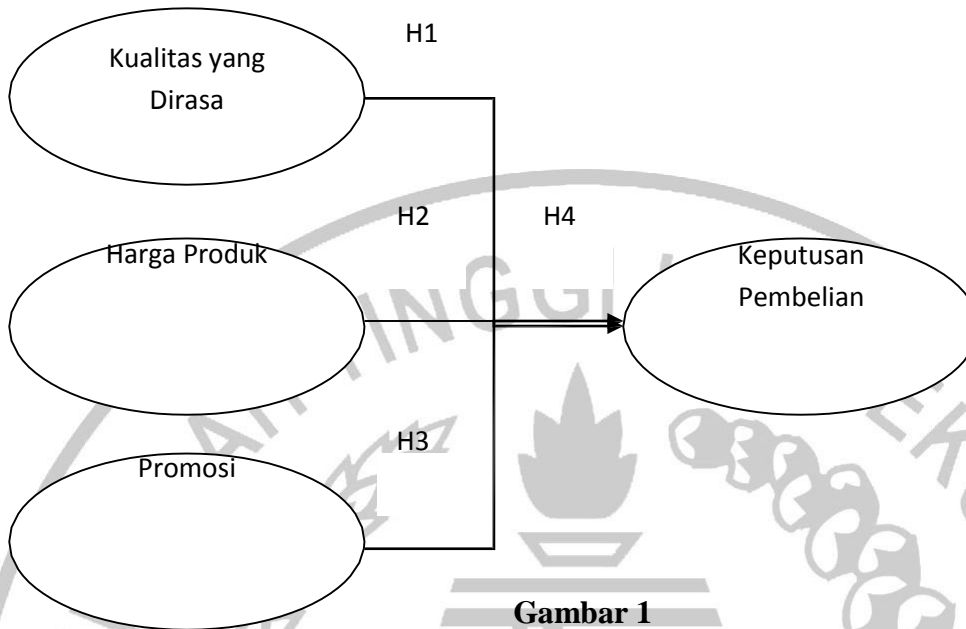 H1
Kualitas yang
Dirasa
H2
H4
Harga Produk
Keputusan
Pembelian
H3
Promosi
Gambar 1